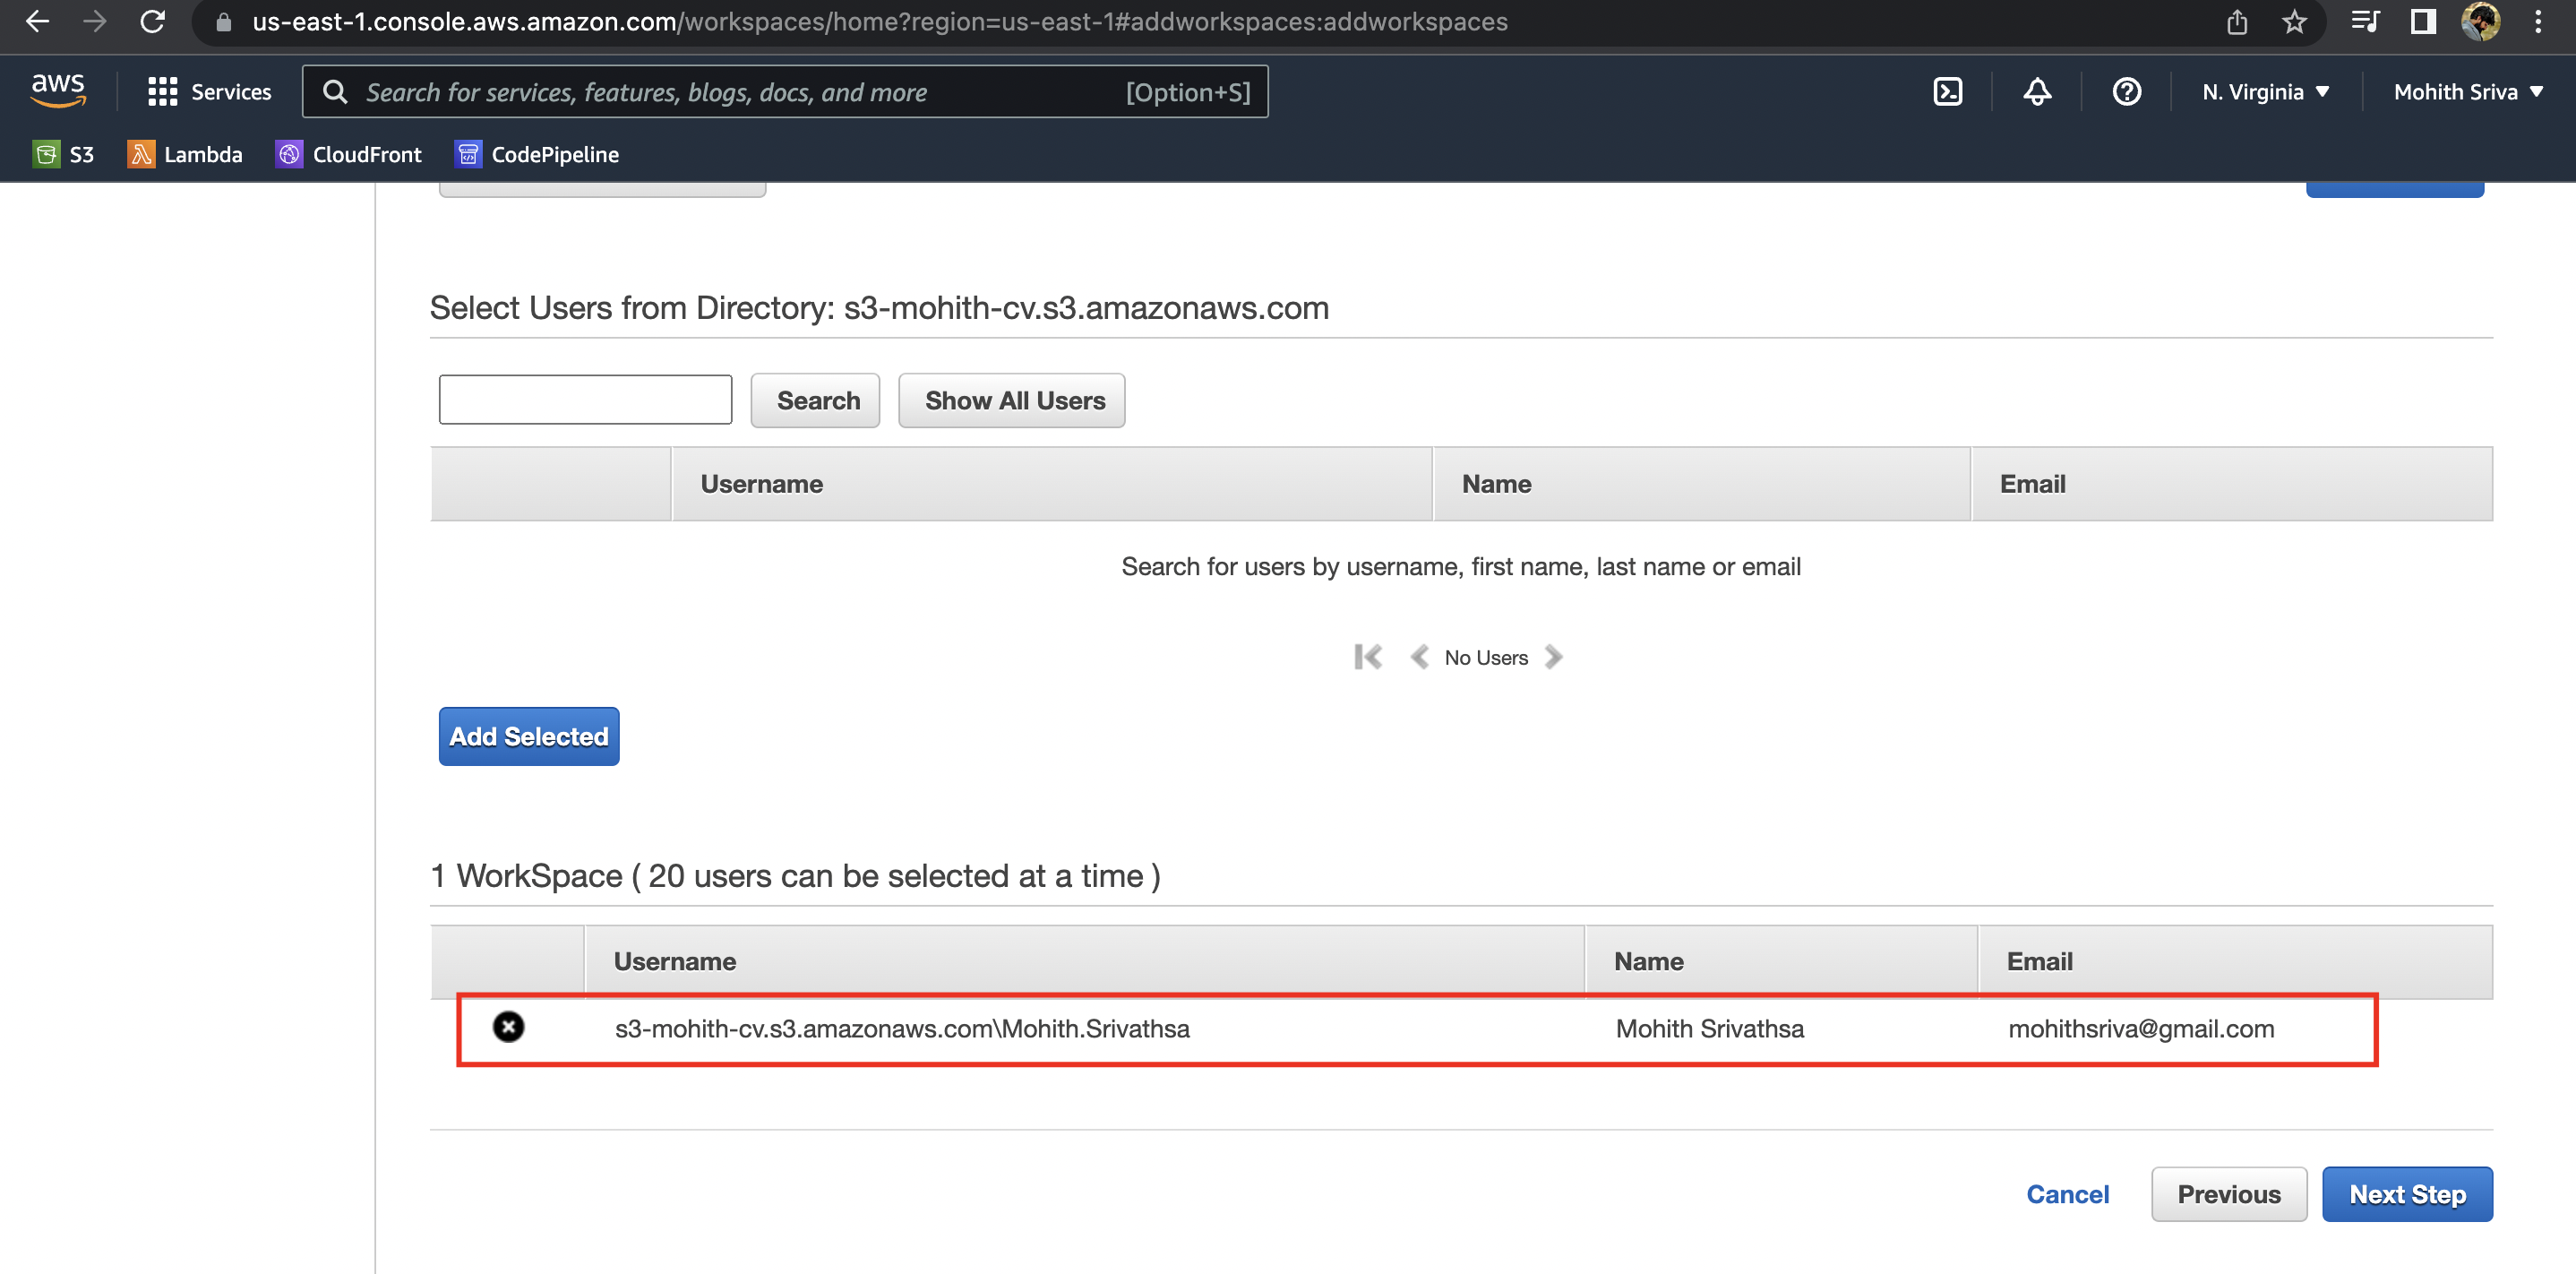 us-east-1.console.aws.amazon.com/workspaces/home?region=us-east-1#addworkspaces:addworkspaces
aws Services Search for services, features, blogs, docs, and more [Option+S] N. Virginia Mohith Sriva
S3 Lambda CloudFront CodePipeline
Select Users from Directory: s3-mohith-cv.s3.amazonaws.com
Search Show All Users
Username Name Email
Search for users by username, first name, last name or email
No Users
Add Selected
1 WorkSpace ( 20 users can be selected at a time )
Username Name Email
s3-mohith-cv.s3.amazonaws.com\Mohith.Srivathsa Mohith Srivathsa mohithsriva@gmail.com
Cancel Previous Next Step